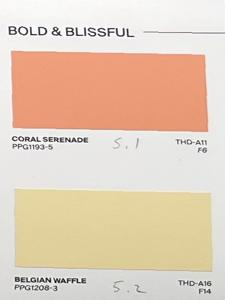 BOLD & BLISSFUL
CORAL SERENADE 5.1 THD-A11
PPG1193-5 F6
BELGIAN WAFFLE 5.2 THD-A16
PPG1208-3 F14